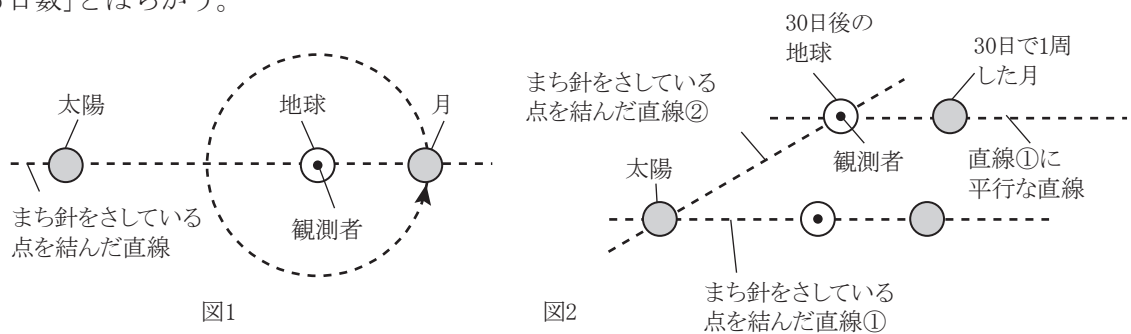 日数」とはちがう。
太陽
地球
月
まち針をさしている
点を結んだ直線
観測者
図1
30日後の
地球
30日で1周
した月
まち針をさしている
点を結んだ直線②
観測者
直線①に
平行な直線
太陽
まち針をさしている
点を結んだ直線①
図2